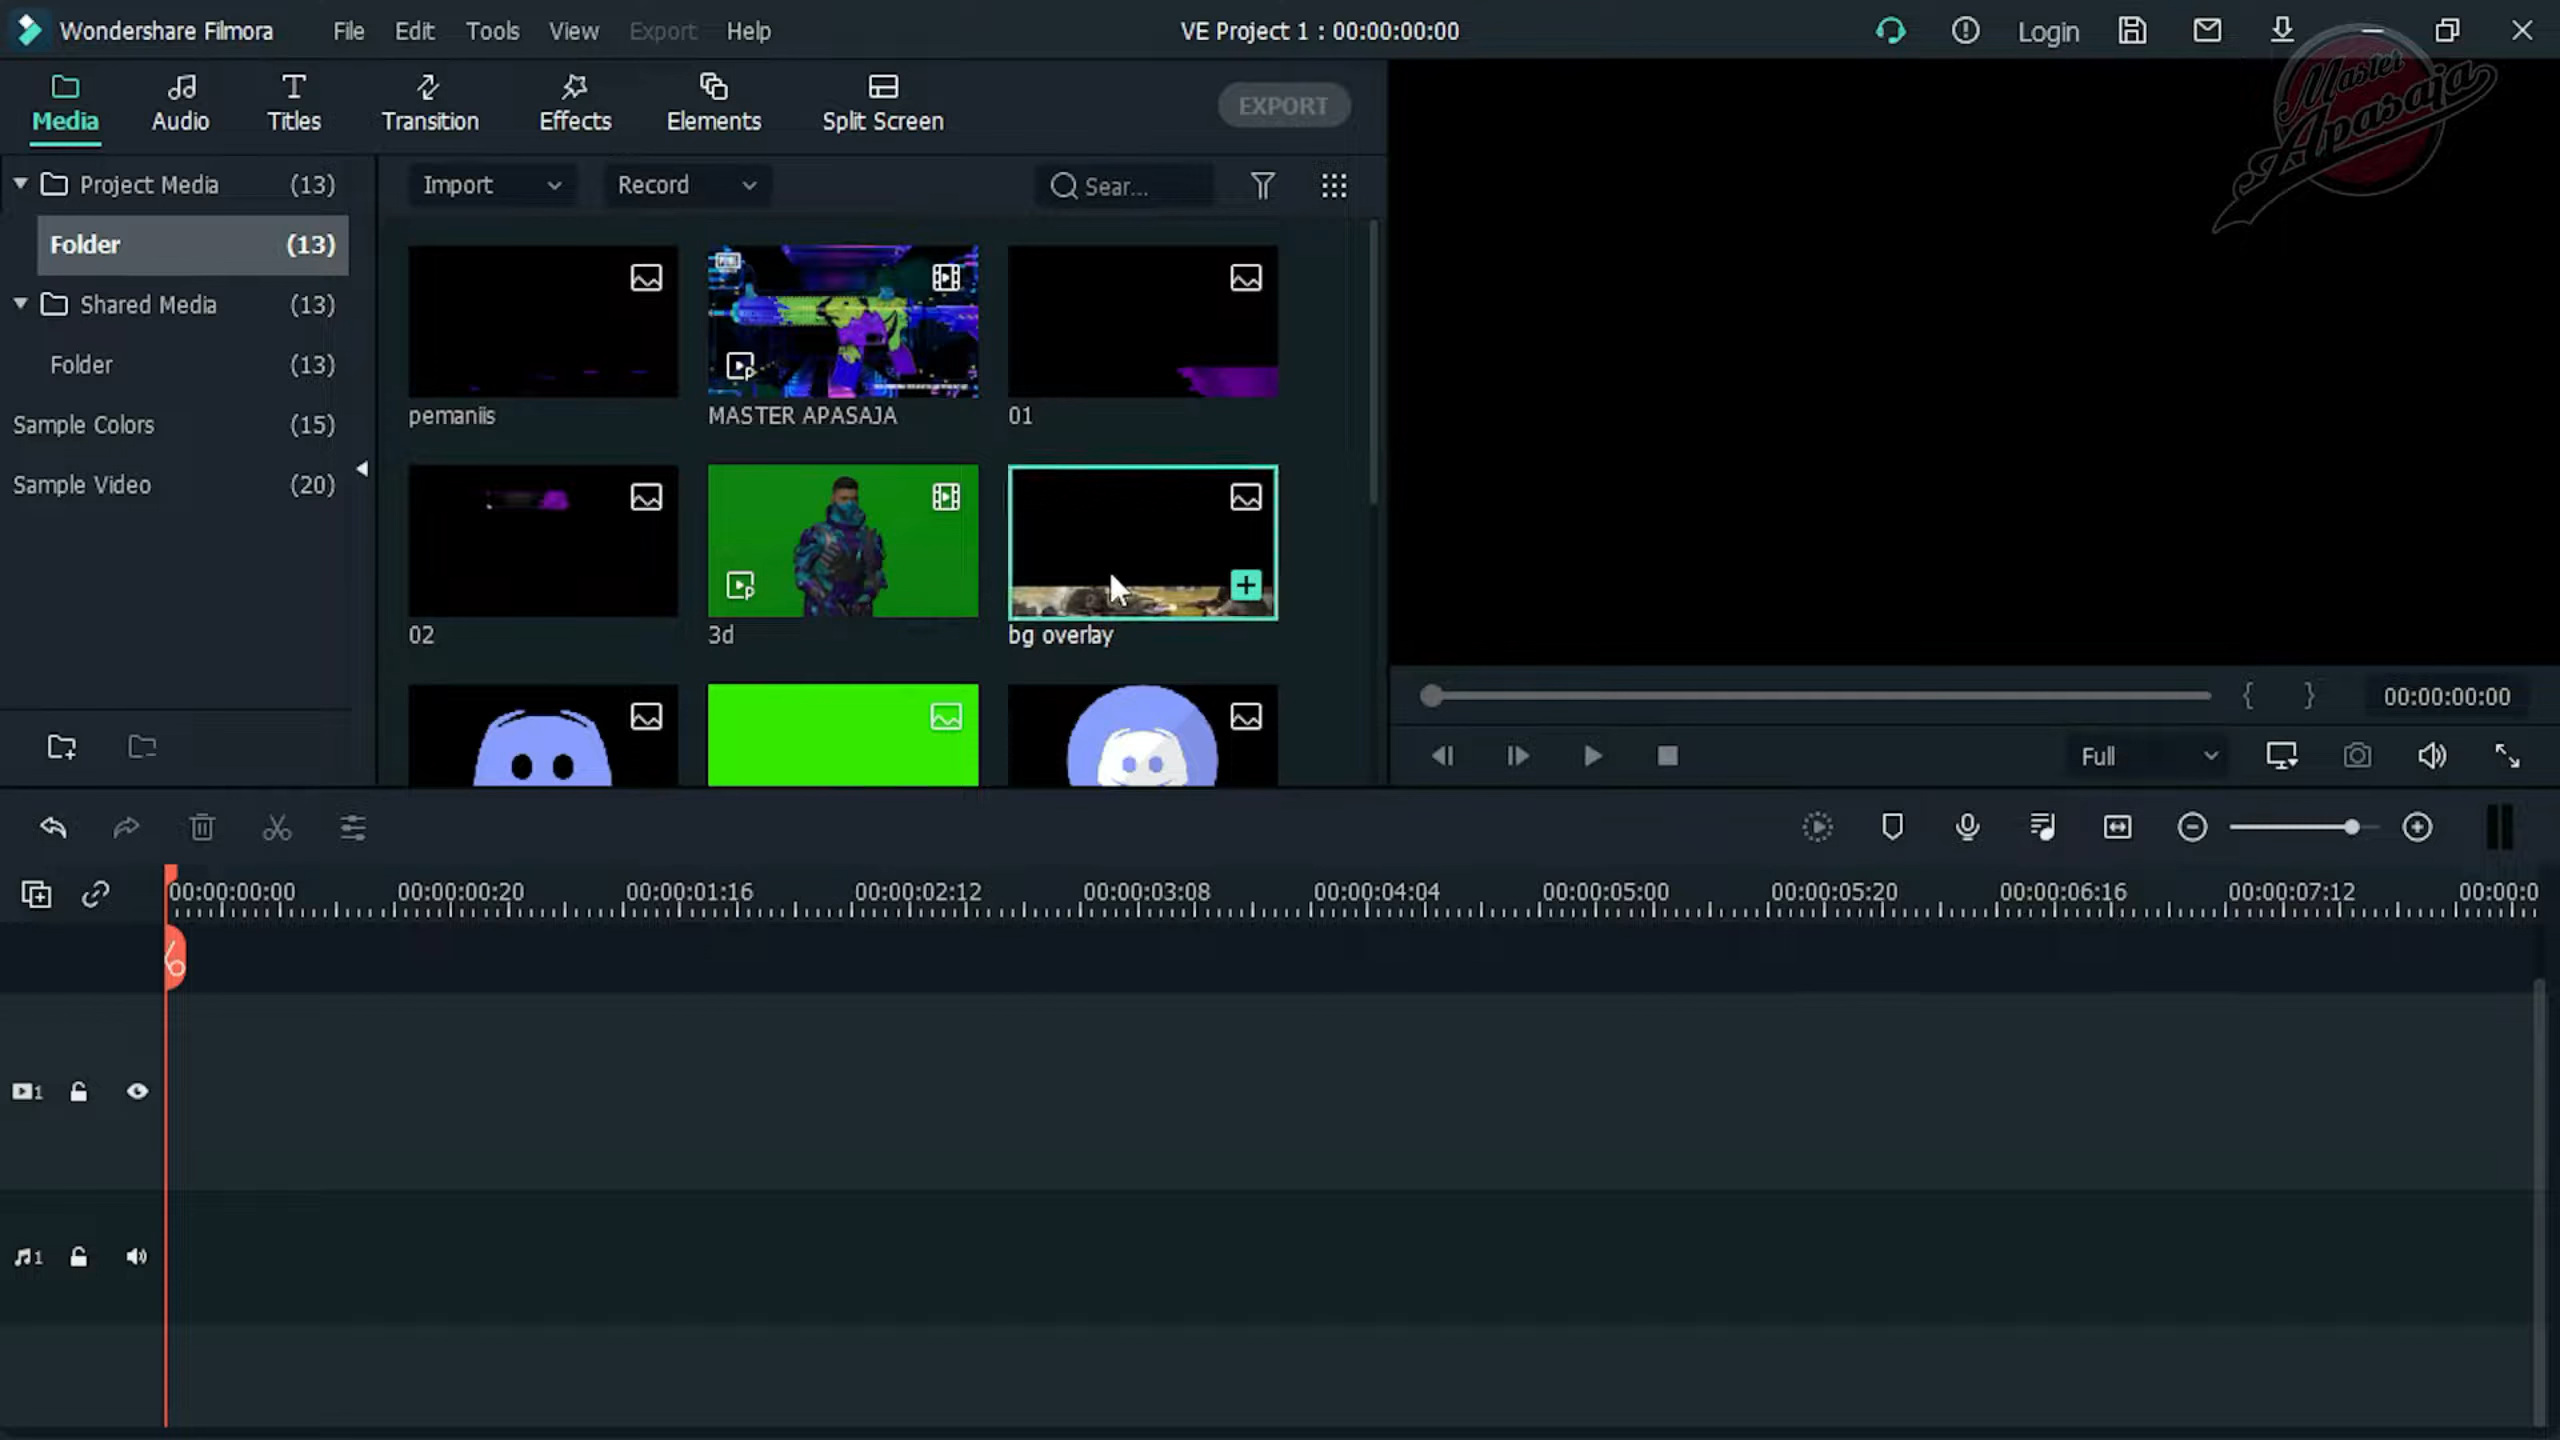 Wondershare Filmora File Edit Tools View Export Help VE Project 1 : 00:00:00:00 Login
Master Apasaja
Media Audio Titles Transition Effects Elements Split Screen EXPORT
Project Media (13)
Folder (13)
Shared Media (13)
Folder (13)
Sample Colors (15)
Sample Video (20)
Import Record Sear...
pemaniis MASTER APASAJA 01
02 3d bg overlay
{ } 00:00:00:00
Full
00:00:00:00 00:00:00:20 00:00:01:16 00:00:02:12 00:00:03:08 00:00:04:04 00:00:05:00 00:00:05:20 00:00:06:16 00:00:07:12 00:00:0
1
1